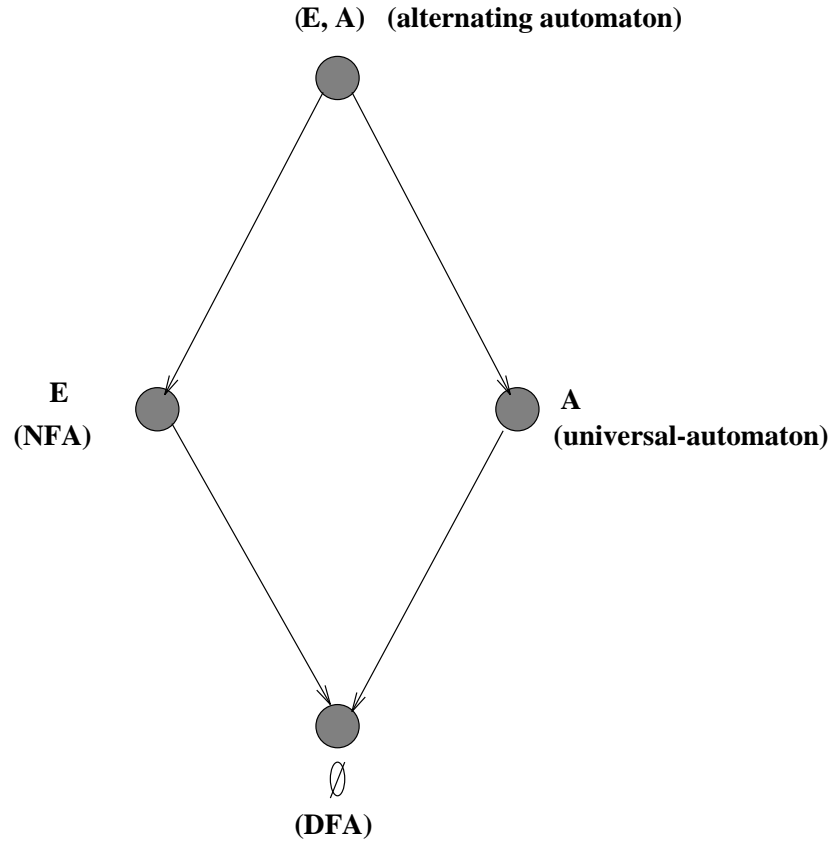 (E, A) (alternating automaton)
E
(NFA)
A
(universal-automaton)
∅
(DFA)